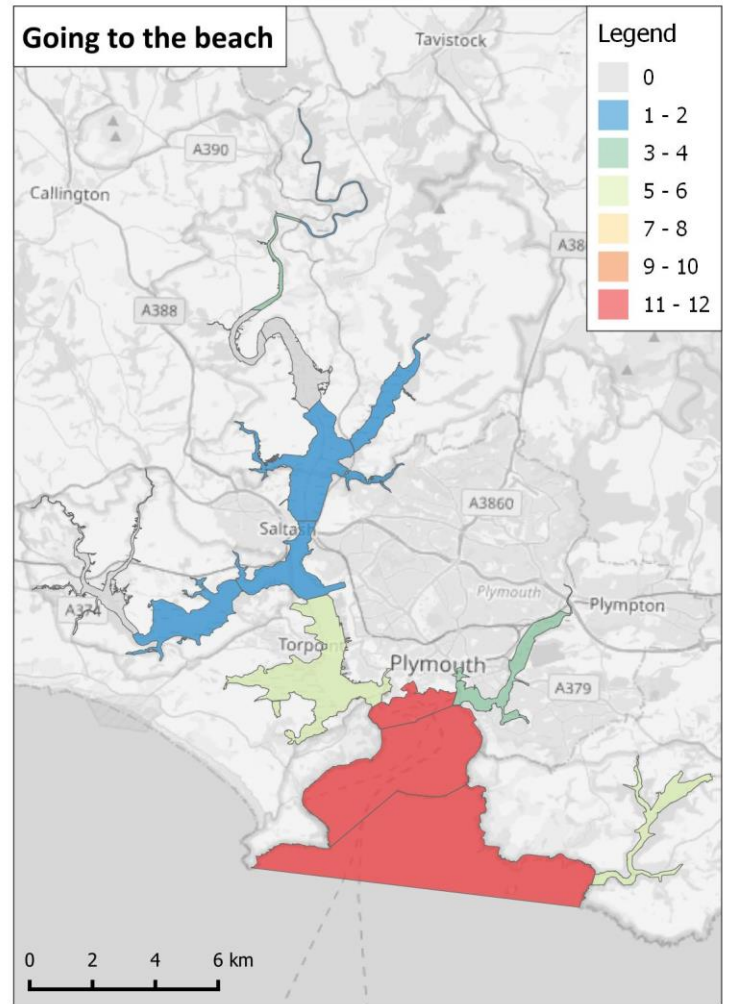 Going to the beach
Tavistock
Legend
0
1 - 2
3 - 4
5 - 6
7 - 8
9 - 10
11 - 12
A390
Callington
A38
A388
A3860
Saltash
Plymouth
Plympton
A374
Torpoint
Plymouth
A379
0 2 4 6 km